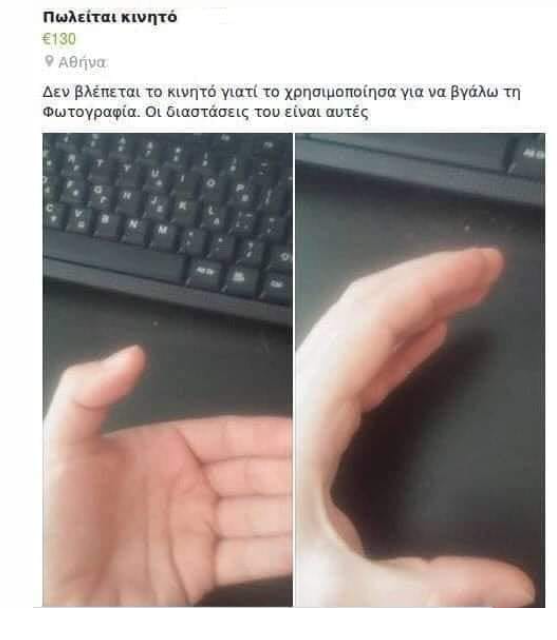 Πωλείται κινητό
€130
Αθήνα
Δεν βλέπεται το κινητό γιατί το χρησιμοποίησα για να βγάλω τη
Φωτογραφία. Οι διαστάσεις του είναι αυτές
R T Y U I O P
G H J K L
C V B N M